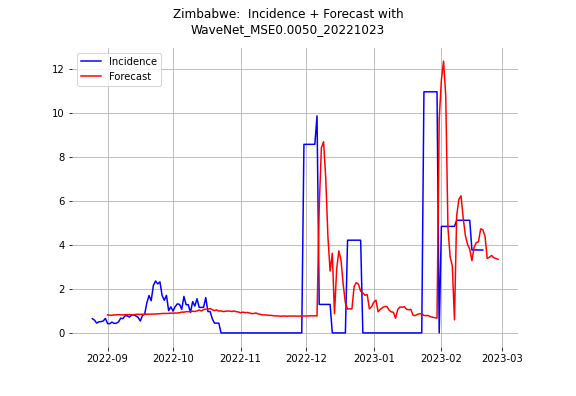 Zimbabwe:  Incidence + Forecast with
WaveNet_MSE0.0050_20221023
Incidence
Forecast
12
10
8
6
4
2
0
2022-09 2022-10 2022-11 2022-12 2023-01 2023-02 2023-03